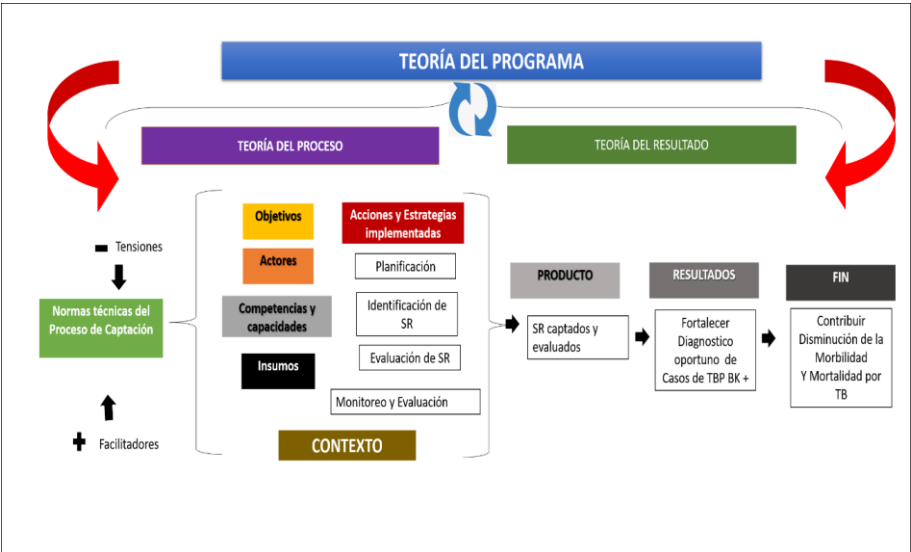 TEORÍA DEL PROGRAMA
TEORÍA DEL PROCESO
TEORÍA DEL RESULTADO
Tensiones
Normas técnicas del
Proceso de Captación
Facilitadores
Objetivos
Actores
Competencias y
capacidades
Insumos
Acciones y Estrategias
implementadas
Planificación
Identificación de
SR
Evaluación de SR
Monitoreo y Evaluación
CONTEXTO
PRODUCTO
SR captados y
evaluados
RESULTADOS
Fortalecer
Diagnostico
oportuno de
Casos de TBP BK +
FIN
Contribuir
Disminución de la
Morbilidad
Y Mortalidad por
TB